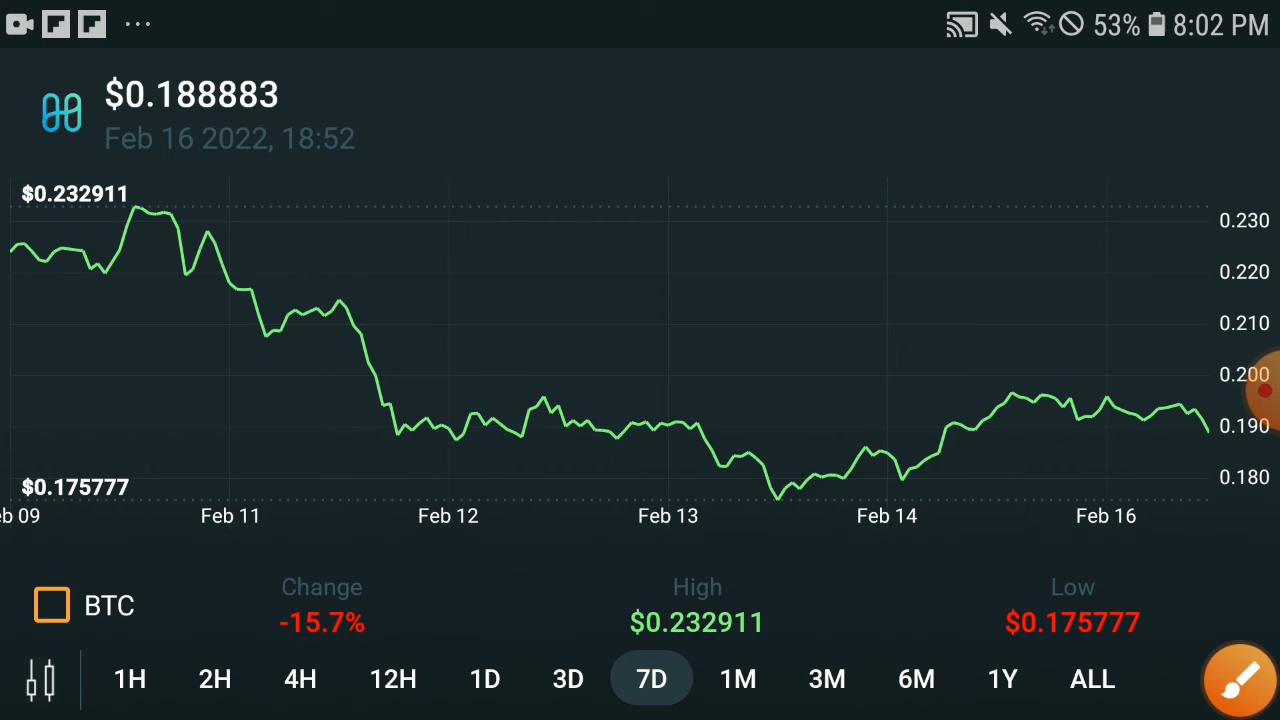 53% 8:02 PM
$0.188883
Feb 16 2022, 18:52
$0.232911
0.230
0.220
0.210
0.200
0.190
0.180
$0.175777
eb 09 Feb 11 Feb 12 Feb 13 Feb 14 Feb 16
BTC
Change High Low
-15.7% $0.232911 $0.175777
1H 2H 4H 12H 1D 3D 7D 1M 3M 6M 1Y ALL